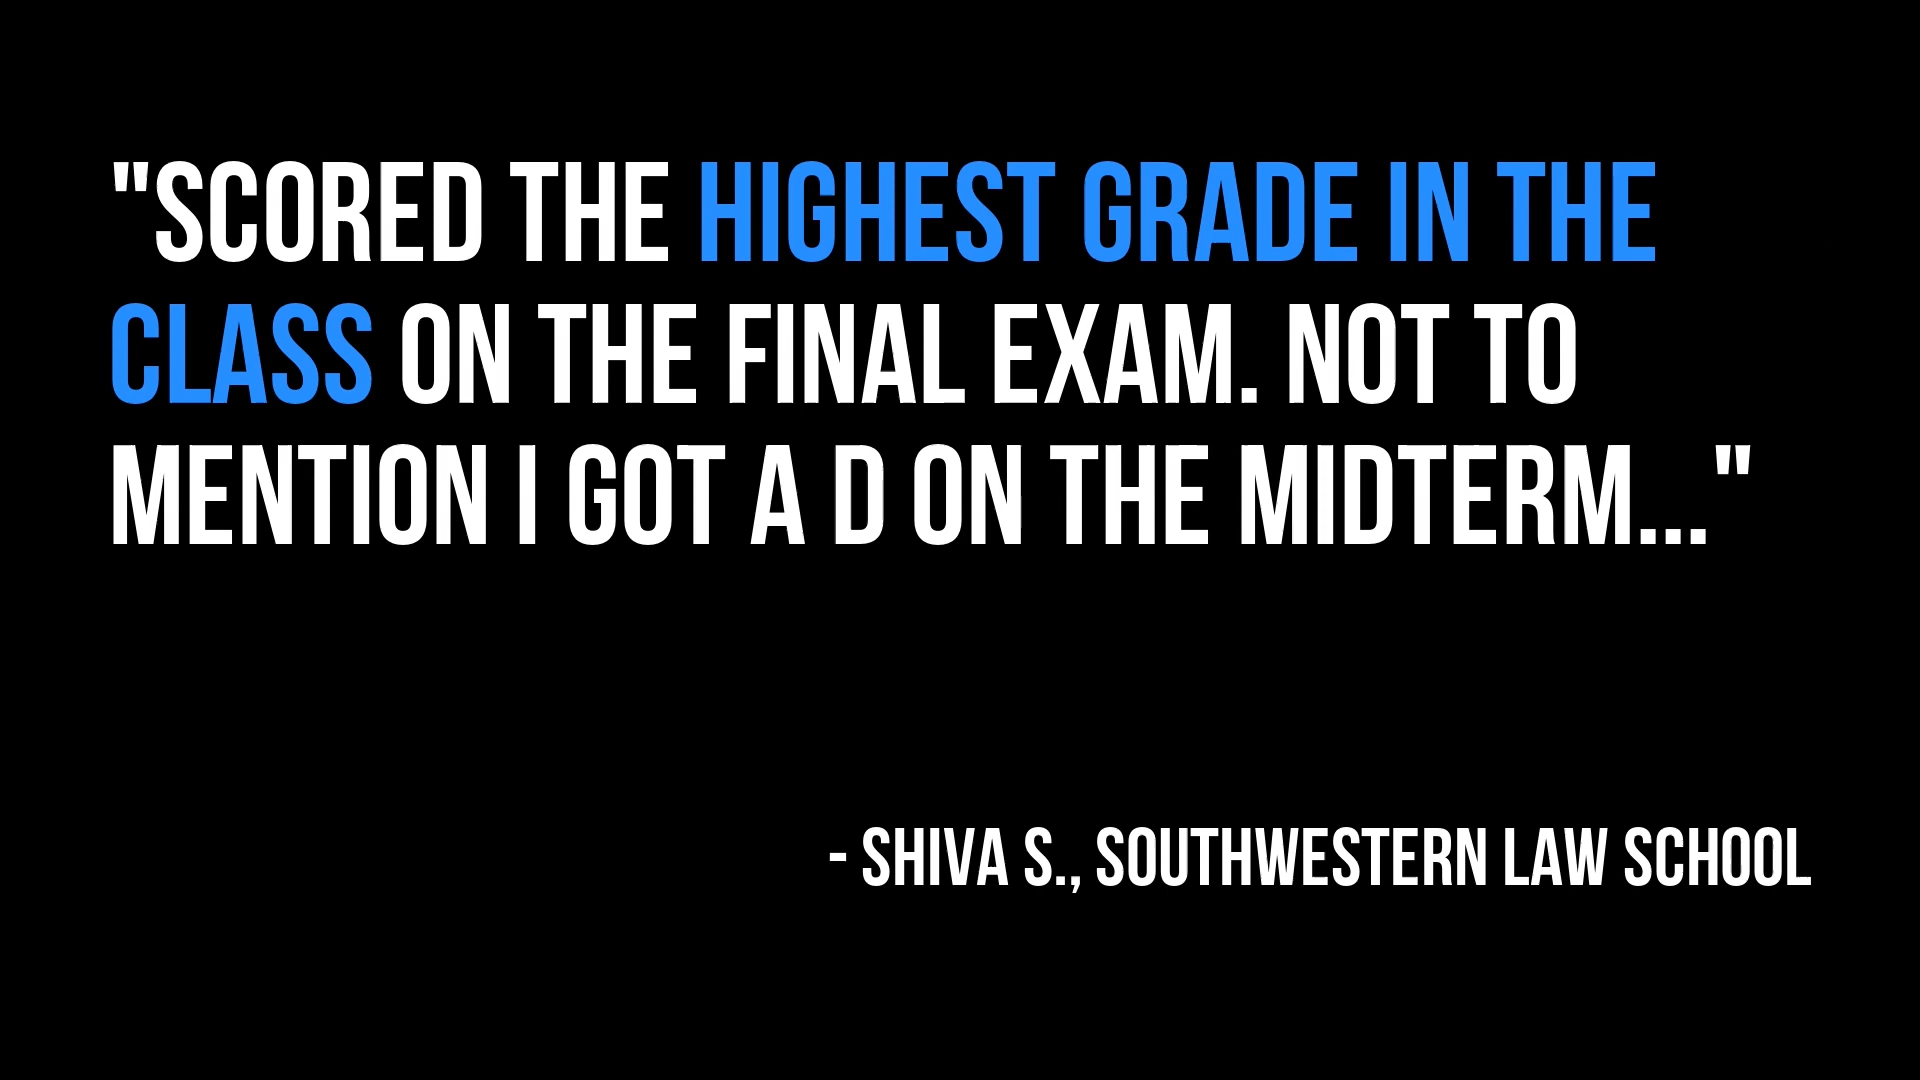 "SCORED THE HIGHEST GRADE IN THE
CLASS ON THE FINAL EXAM. NOT TO
MENTION I GOT A D ON THE MIDTERM..."
- SHIVA S., SOUTHWESTERN LAW SCHOOL